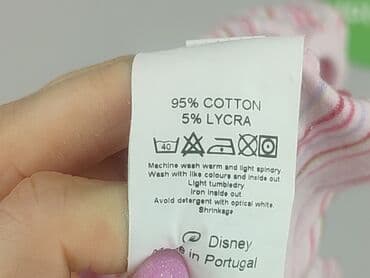 95% COTTON
5% LYCRA
40
Machine wash warm and light spindry
Wash with like colours and inside out
Light tumbledry
Iron inside out
Avoid detergent with optical white
Shrinkage
Disney
in Portugal